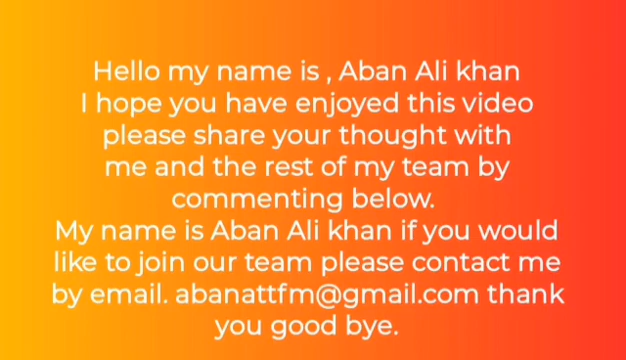 Hello my name is , Aban Ali khan
I hope you have enjoyed this video
please share your thought with
me and the rest of my team by
commenting below.
My name is Aban Ali khan if you would
like to join our team please contact me
by email. abanattfm@gmail.com thank
you good bye.